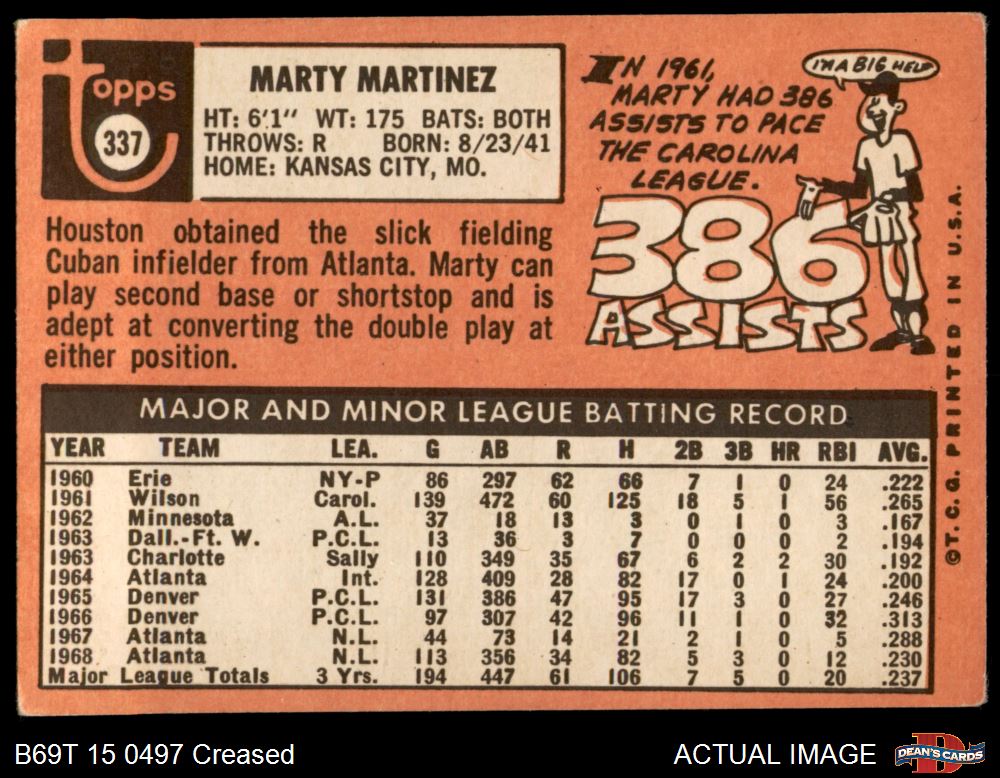 topps
337
MARTY MARTINEZ
HT: 6'1" WT: 175 BATS: BOTH
THROWS: R BORN: 8/23/41
HOME: KANSAS CITY, MO.
Houston obtained the slick fielding
Cuban infielder from Atlanta. Marty can
play second base or shortstop and is
adept at converting the double play at
either position.
IN 1961,
MARTY HAD 386
ASSISTS TO PACE
THE CAROLINA
LEAGUE.
I'M A BIG HELP
386
ASSISTS
MAJOR AND MINOR LEAGUE BATTING RECORD
YEAR TEAM LEA. G AB R H 2B 3B HR RBI AVG.
1960 Erie NY-P 86 297 62 66 7 1 0 24 .222
1961 Wilson Carol. 139 472 60 125 18 5 1 56 .265
1962 Minnesota A.L. 37 18 13 3 0 1 0 3 .167
1963 Dall.-Ft. W. P.C.L. 13 36 3 7 0 0 0 2 .194
1963 Charlotte Sally 110 349 35 67 6 2 2 30 .192
1964 Atlanta Int. 128 409 28 82 17 0 1 24 .200
1965 Denver P.C.L. 131 386 47 95 17 3 0 27 .246
1966 Denver P.C.L. 97 307 42 96 11 1 0 32 .313
1967 Atlanta N.L. 44 73 14 21 2 1 0 5 .288
1968 Atlanta N.L. 113 356 34 82 5 3 0 12 .230
Major League Totals 3 Yrs. 194 447 61 106 7 5 0 20 .237
©T.C.G. PRINTED IN U.S.A.
B69T 15 0497 Creased
ACTUAL IMAGE
DEAN'S CARDS